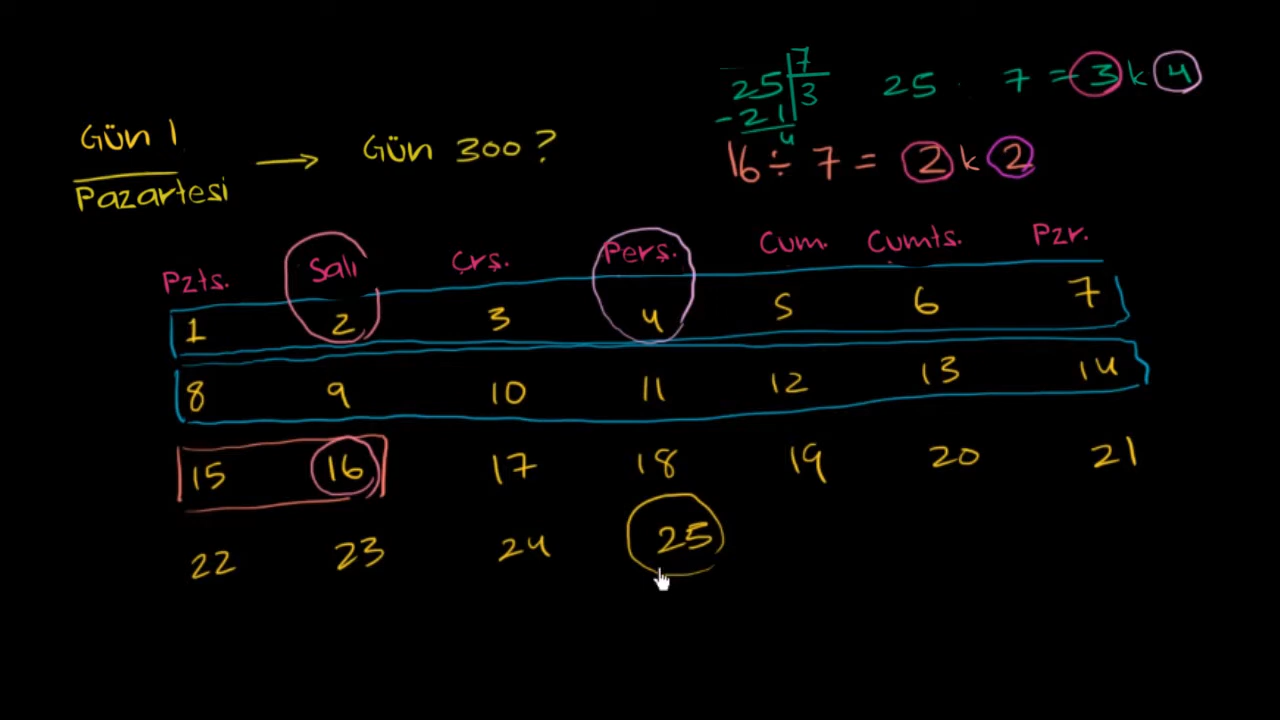 Gün 1
Pazartesi
Gün 300 ?
25 7
- 21 3
4
25 7 = 3 k 4
16 ÷ 7 = 2 k 2
Pzts. Salı Çrş. Perş. Cum. Cumts. Pzr.
1 2 3 4 5 6 7
8 9 10 11 12 13 14
15 16 17 18 19 20 21
22 23 24 25